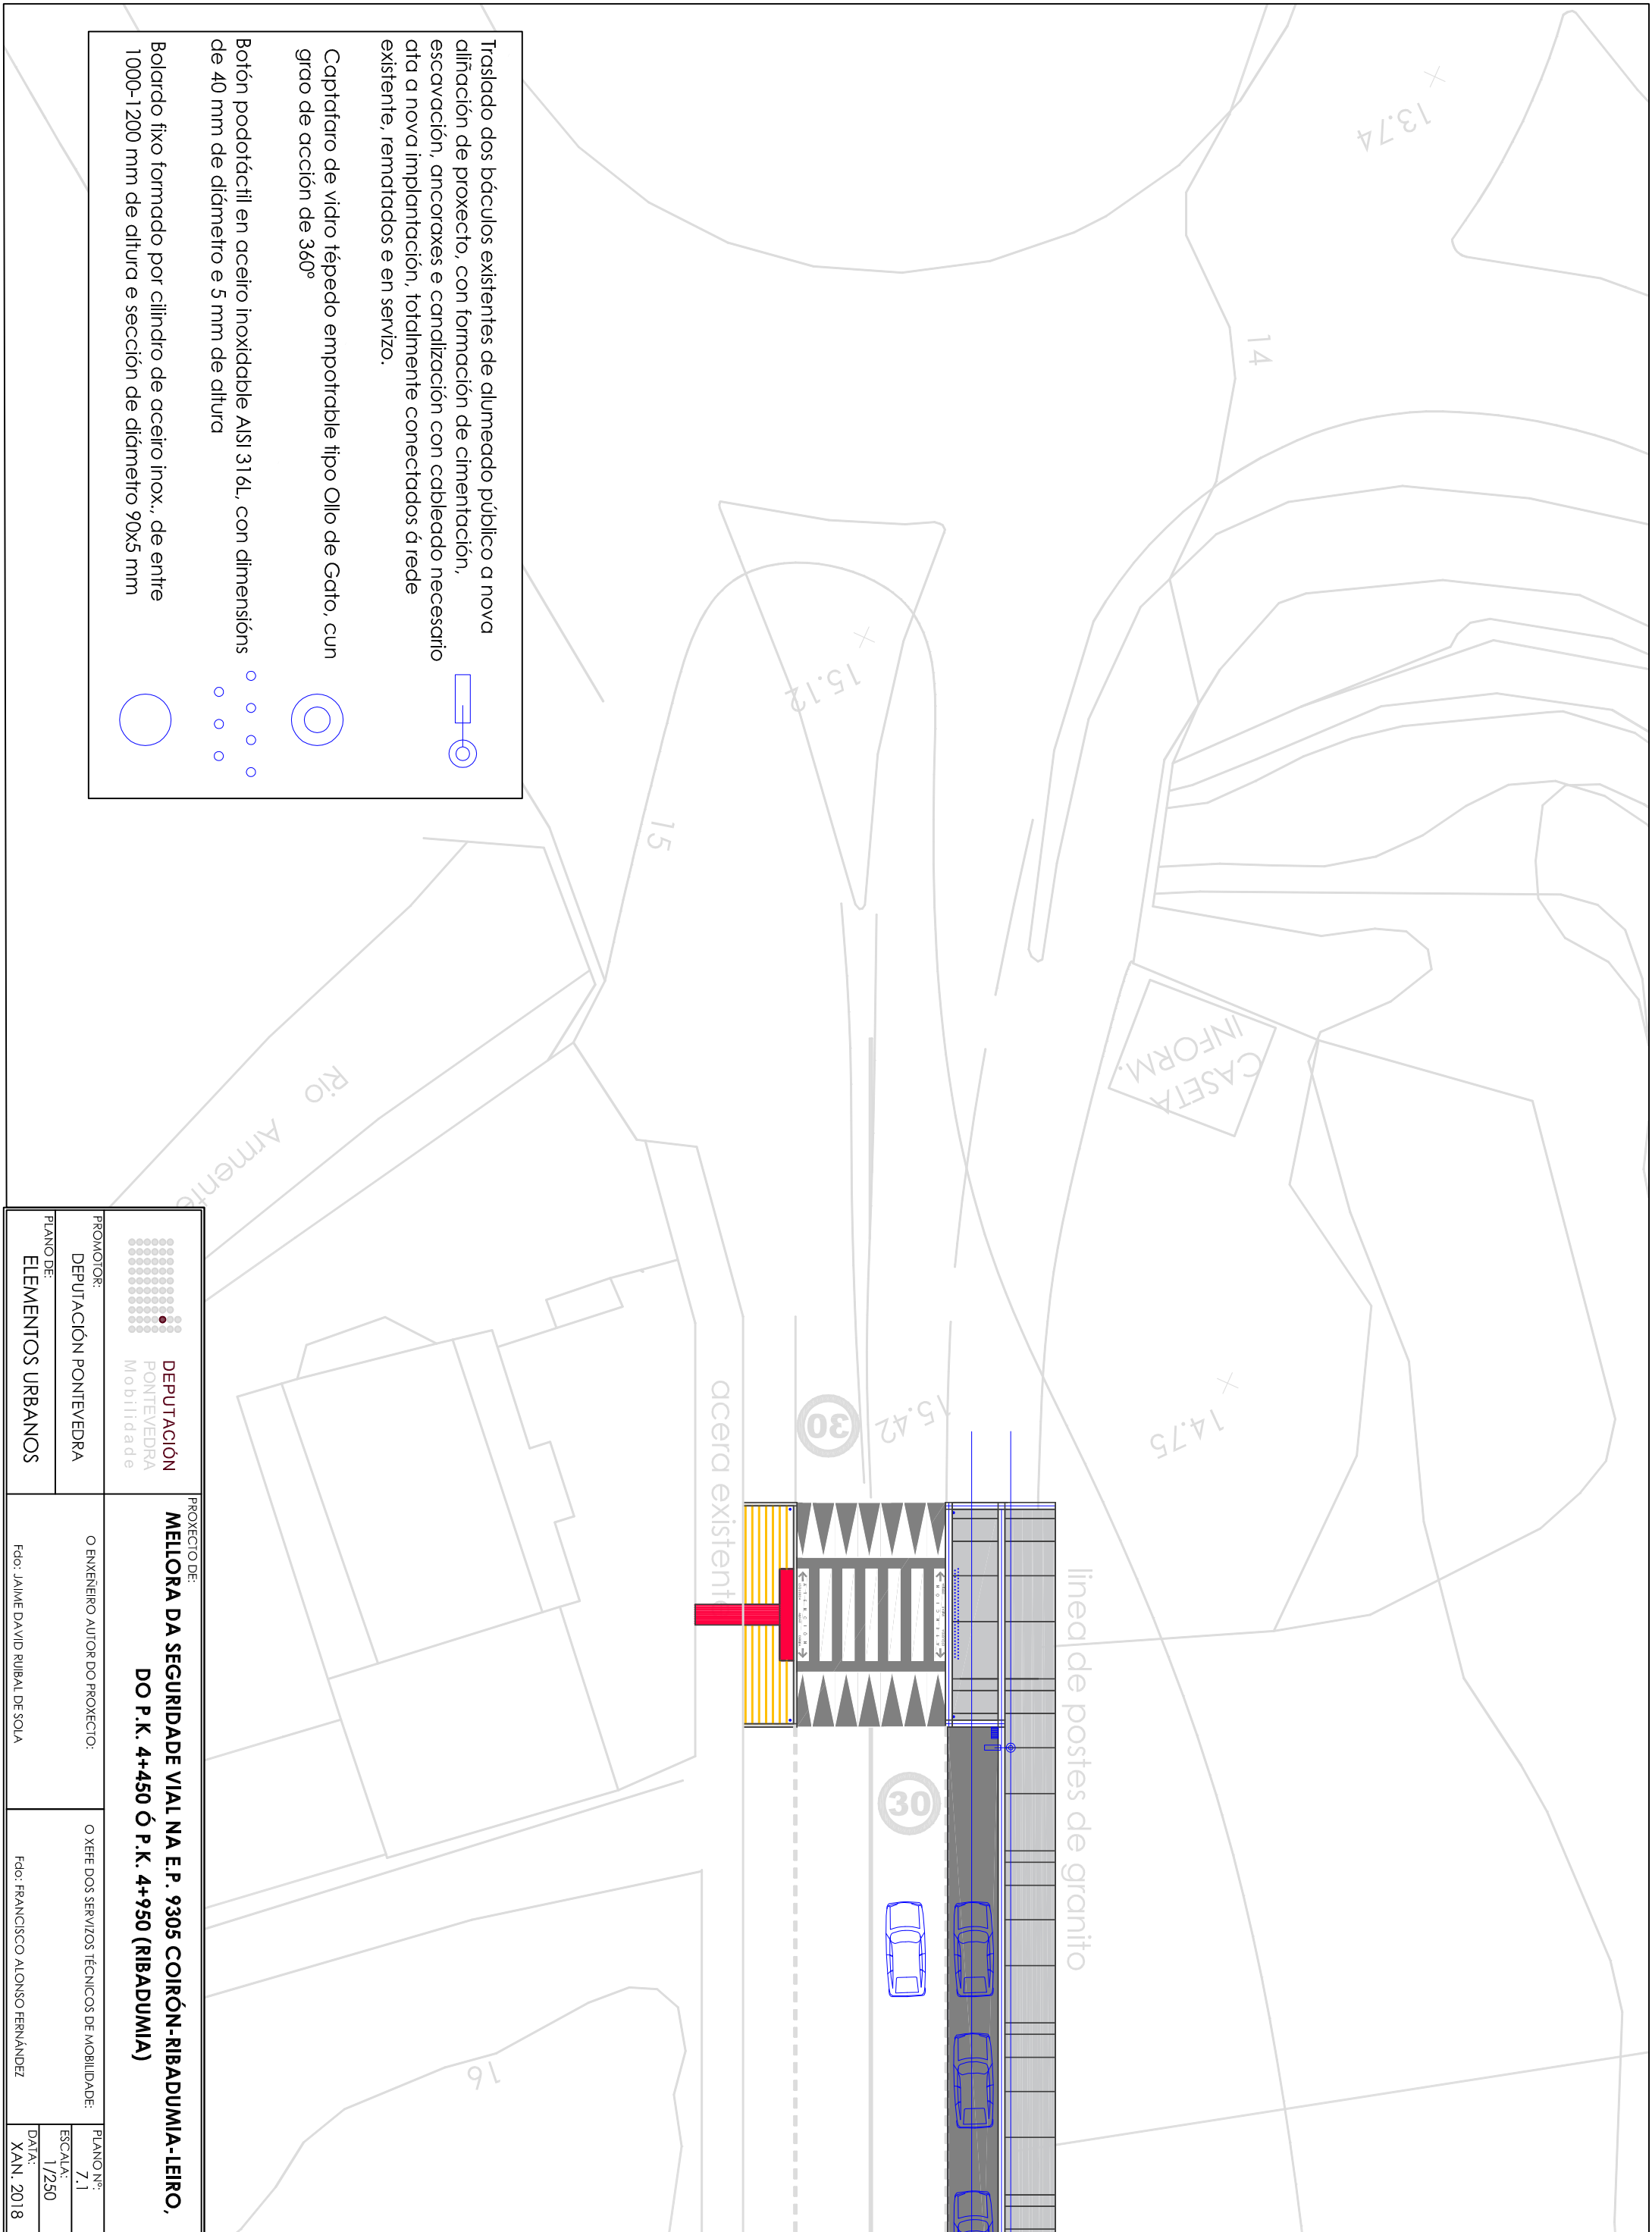 Traslado dos báculos existentes de alumeado público a nova
aliñación de proxecto, con formación de cimentación,
escavación, ancoraxes e canalización con cableado necesario
ata a nova implantación, totalmente conectados á rede
existente, rematados e en servizo.
Captafaro de vidro tépedo empotrable tipo Ollo de Gato, cun
grao de acción de 360º
Botón podotáctil en aceiro inoxidable AISI 316L, con dimensións
de 40 mm de diámetro e 5 mm de altura
Bolardo fixo formado por cilindro de aceiro inox., de entre
1000-1200 mm de altura e sección de diámetro 90x5 mm
13.74
14
15.12
15
CASETA
INFORM.
Río Armenteira
14.75
15.42
30
acera existente
linea de postes de granito
30
16
DEPUTACIÓN
PONTEVEDRA
Mobilidade
PROMOTOR:
DEPUTACIÓN PONTEVEDRA
PLANO DE:
ELEMENTOS URBANOS
PROXECTO DE:
MELLORA DA SEGURIDADE VIAL NA E.P. 9305 COIRÓN-RIBADUMIA-LEIRO,
DO P.K. 4+450 Ó P.K. 4+950 (RIBADUMIA)
O ENXEÑEIRO AUTOR DO PROXECTO:
Fdo: JAIME DAVID RUIBAL DE SOLA
O XEFE DOS SERVIZOS TÉCNICOS DE MOBILIDADE:
Fdo: FRANCISCO ALONSO FERNÁNDEZ
PLANO Nº:
7.1
ESCALA:
1/250
DATA:
XAN. 2018